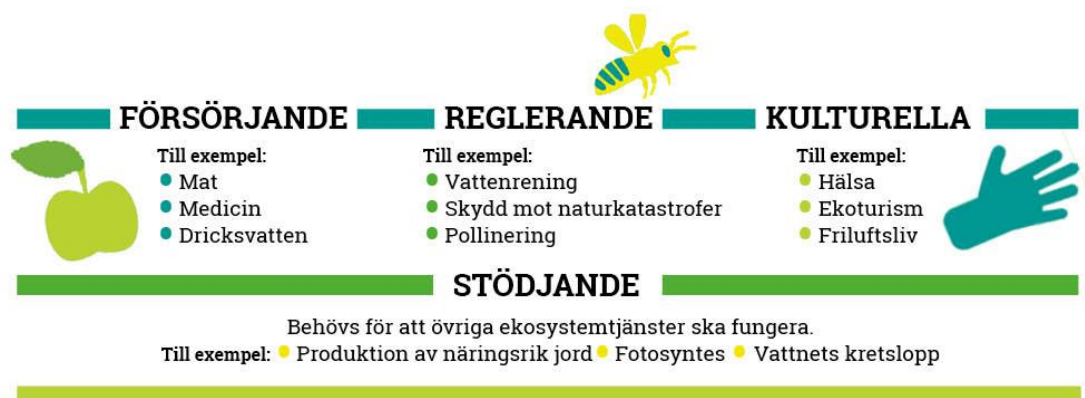 FÖRSÖRJANDE
Till exempel:
Mat
Medicin
Dricksvatten
REGLERANDE
Till exempel:
Vattenrening
Skydd mot naturkatastrofer
Pollinering
KULTURELLA
Till exempel:
Hälsa
Ekoturism
Friluftsliv
STÖDJANDE
Behövs för att övriga ekosystemtjänster ska fungera.
Till exempel: • Produktion av näringsrik jord • Fotosyntes • Vattnets kretslopp